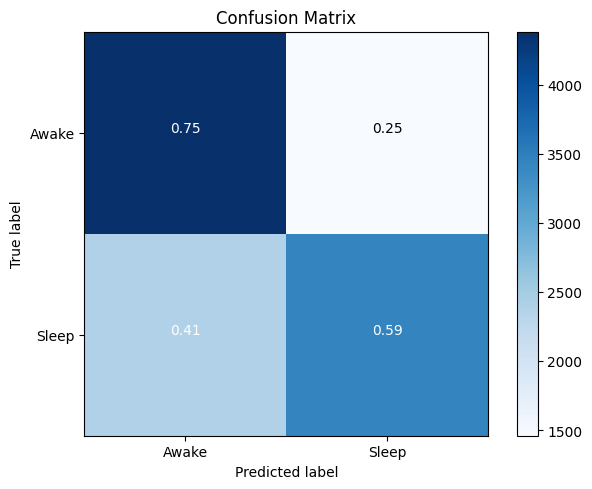 Confusion Matrix
True label
Awake
0.75
0.25
Sleep
0.41
0.59
Awake
Sleep
Predicted label
4000
3500
3000
2500
2000
1500